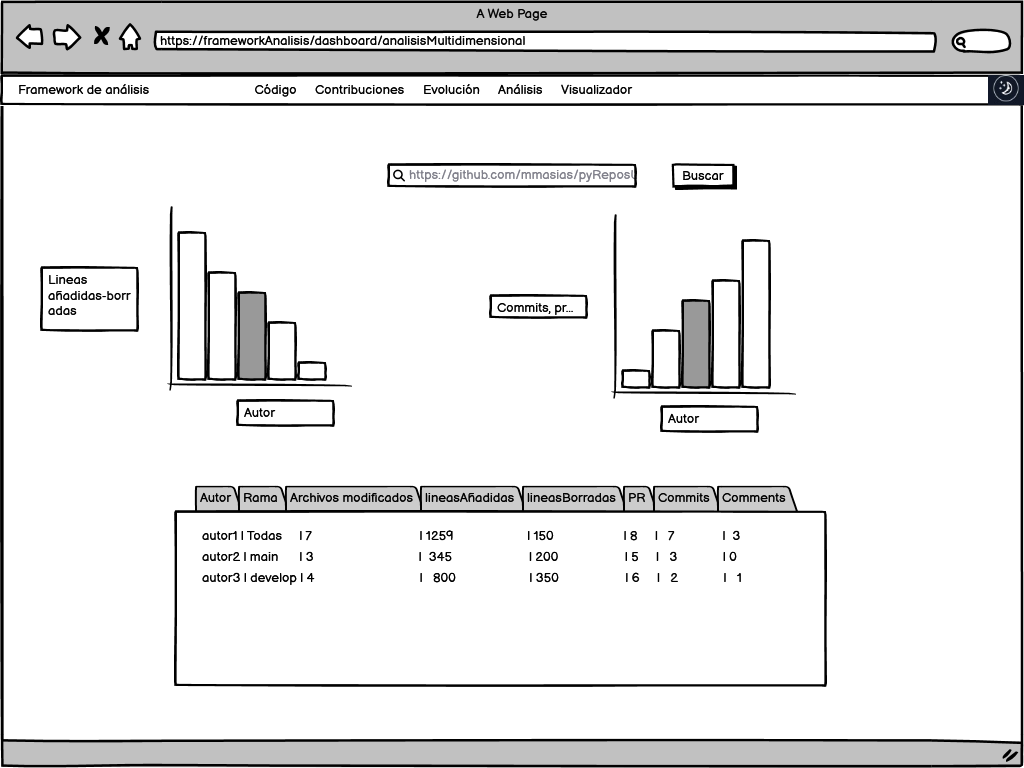 A Web Page
https://frameworkAnalisis/dashboard/analisisMultidimensional
Framework de análisis Código Contribuciones Evolución Análisis Visualizador
https://github.com/mmasias/pyRepos Buscar
Lineas
añadidas-borr
adas
Commits, pr...
Autor
Autor
Autor Rama Archivos modificados lineasAñadidas lineasBorradas PR Commits Comments
autor1 | Todas | 7 | 1259 | 150 | 8 | 7 | 3
autor2 | main | 3 | 345 | 200 | 5 | 3 | 0
autor3 | develop | 4 | 800 | 350 | 6 | 2 | 1